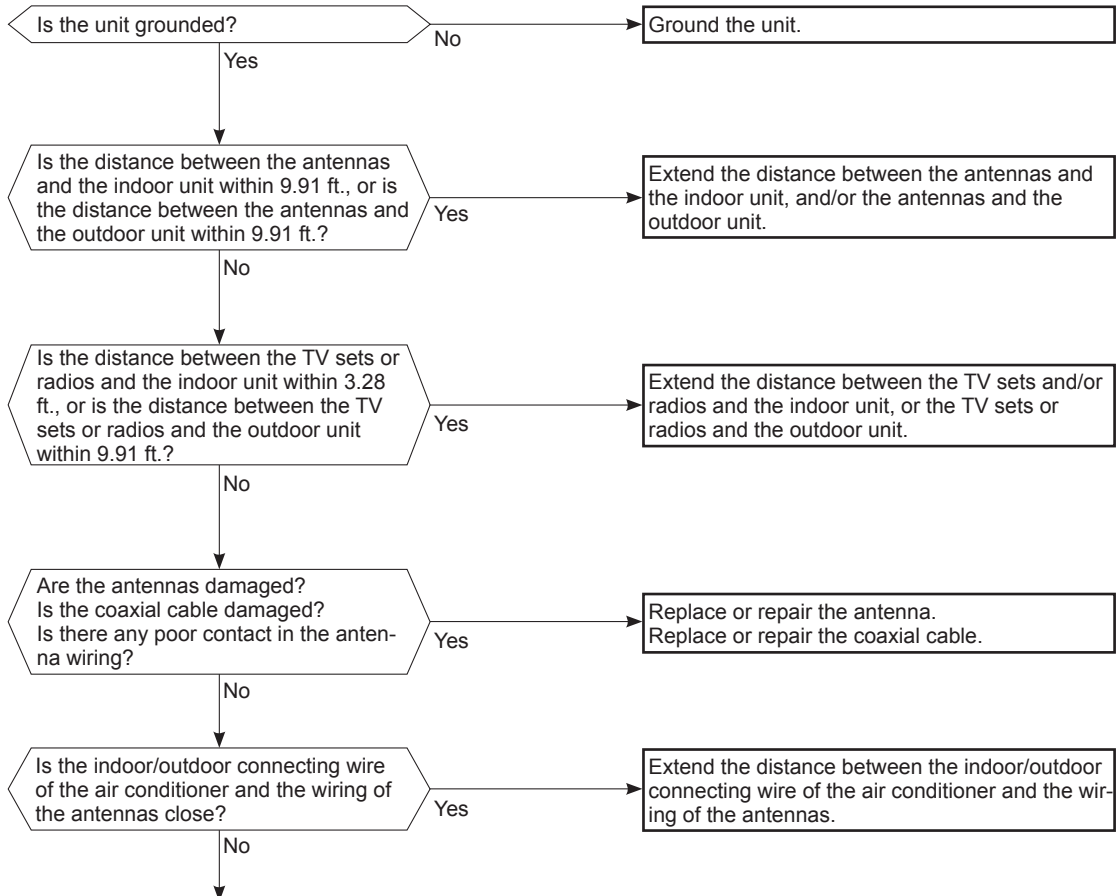 Is the unit grounded?
No
Ground the unit.
Yes
Is the distance between the antennas
and the indoor unit within 9.91 ft., or is
the distance between the antennas and
the outdoor unit within 9.91 ft.?
Yes
Extend the distance between the antennas and
the indoor unit, and/or the antennas and the
outdoor unit.
No
Is the distance between the TV sets or
radios and the indoor unit within 3.28
ft., or is the distance between the TV
sets or radios and the outdoor unit
within 9.91 ft.?
Yes
Extend the distance between the TV sets and/or
radios and the indoor unit, or the TV sets or
radios and the outdoor unit.
No
Are the antennas damaged?
Is the coaxial cable damaged?
Is there any poor contact in the anten-
na wiring?
Yes
Replace or repair the antenna.
Replace or repair the coaxial cable.
No
Is the indoor/outdoor connecting wire
of the air conditioner and the wiring of
the antennas close?
Yes
Extend the distance between the indoor/outdoor
connecting wire of the air conditioner and the wir-
ing of the antennas.
No